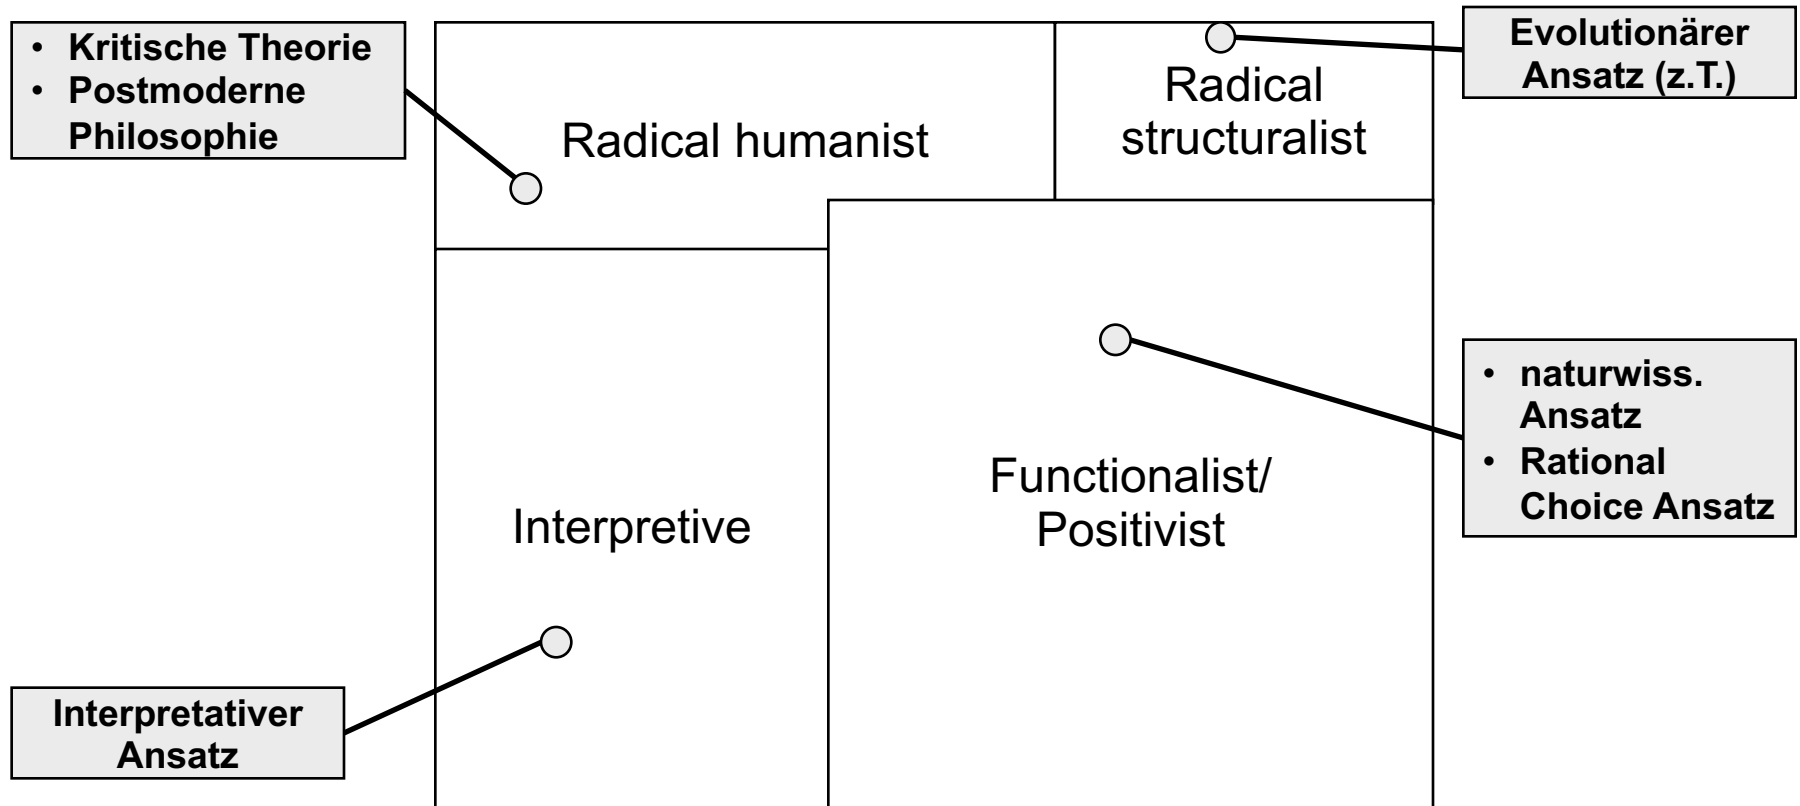 • Kritische Theorie
• Postmoderne
Philosophie
Radical humanist
Radical
structuralist
Evolutionärer
Ansatz (z.T.)
• naturwiss.
Ansatz
• Rational
Choice Ansatz
Functionalist/
Positivist
Interpretive
Interpretativer
Ansatz